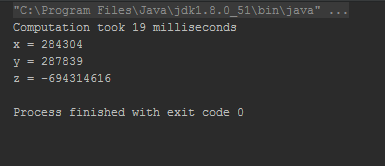 "C:\Program Files\Java\jdk1.8.0_51\bin\java" ...
Computation took 19 milliseconds
x = 284304
y = 287839
z = -694314616
Process finished with exit code 0